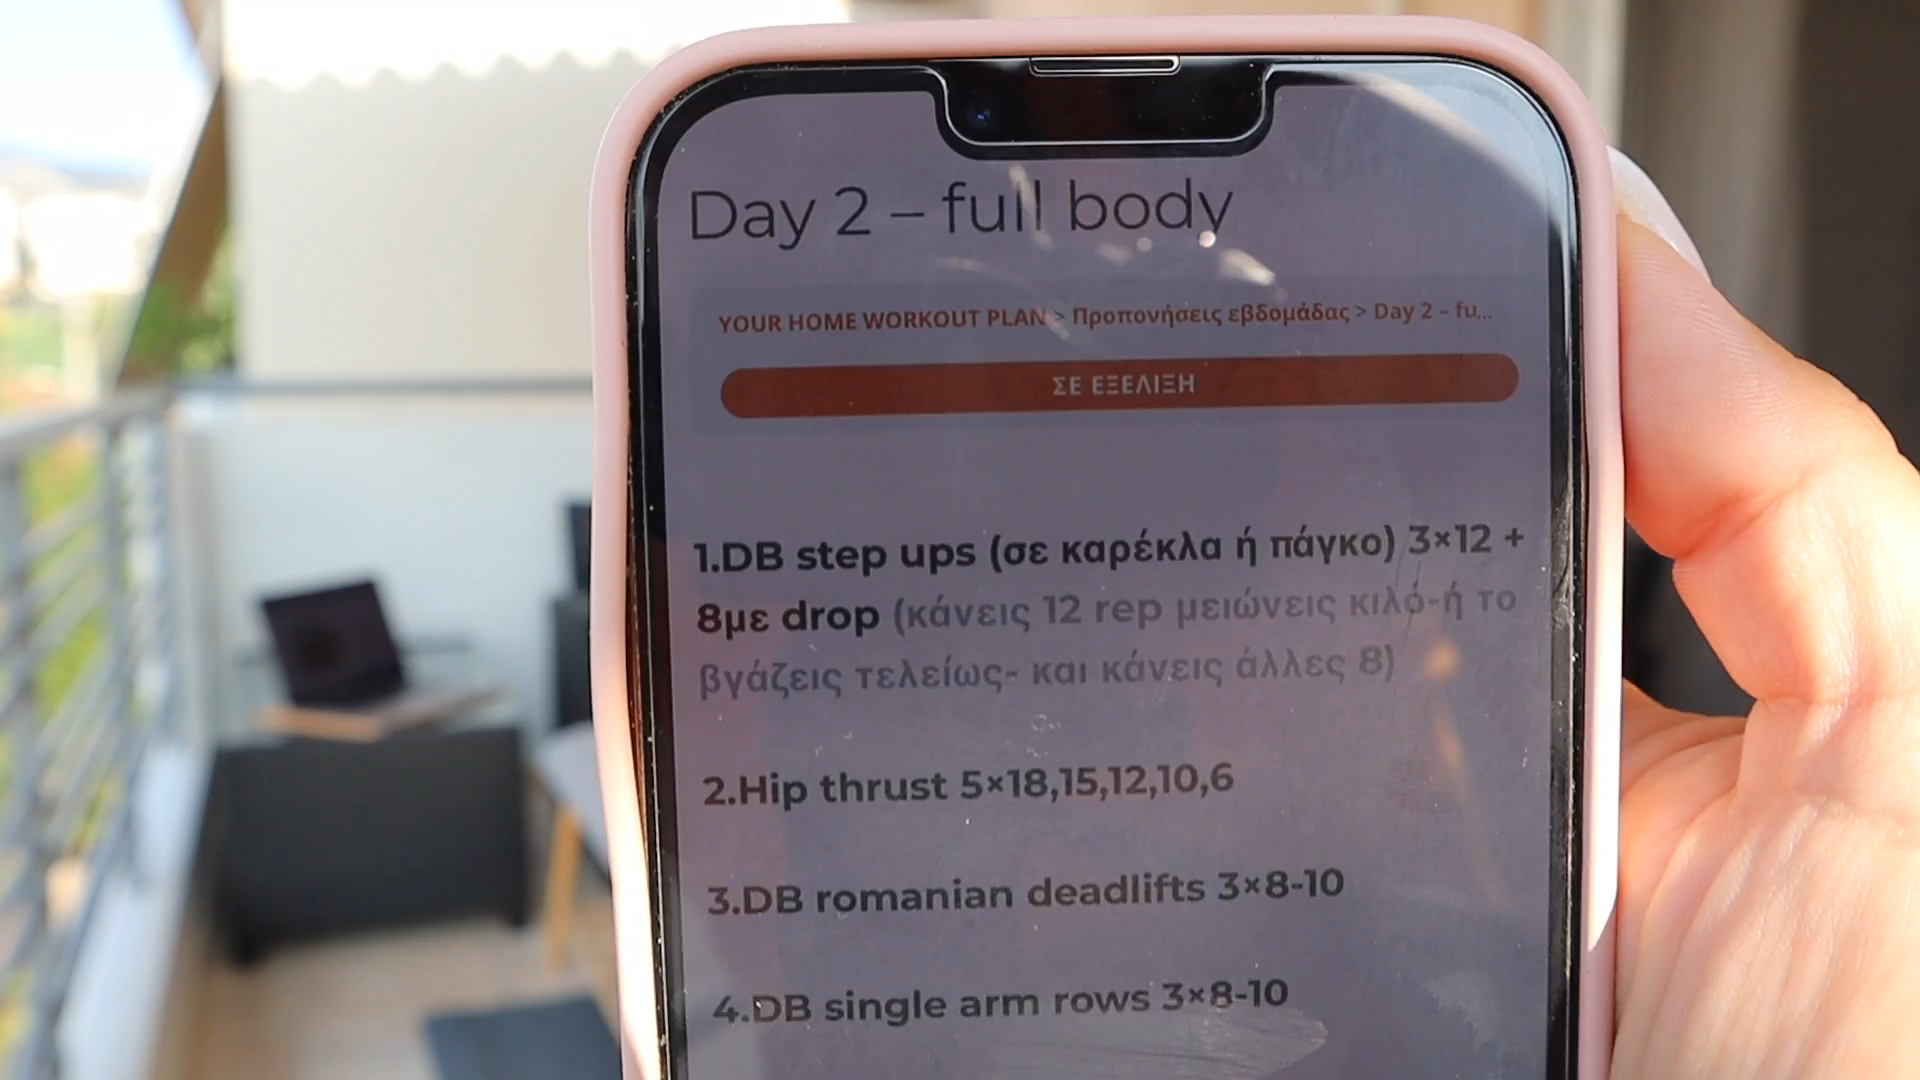 Day 2 – full body
YOUR HOME WORKOUT PLAN > Προπονήσεις εβδομάδας > Day 2 – fu...
ΣΕ ΕΞΕΛΙΞΗ
1.DB step ups (σε καρέκλα ή πάγκο) 3×12 +
8με drop (κάνεις 12 rep μειώνεις κιλό-ή το
βγάζεις τελείως- και κάνεις άλλες 8)
2.Hip thrust 5×18,15,12,10,6
3.DB romanian deadlifts 3×8-10
4.DB single arm rows 3×8-10